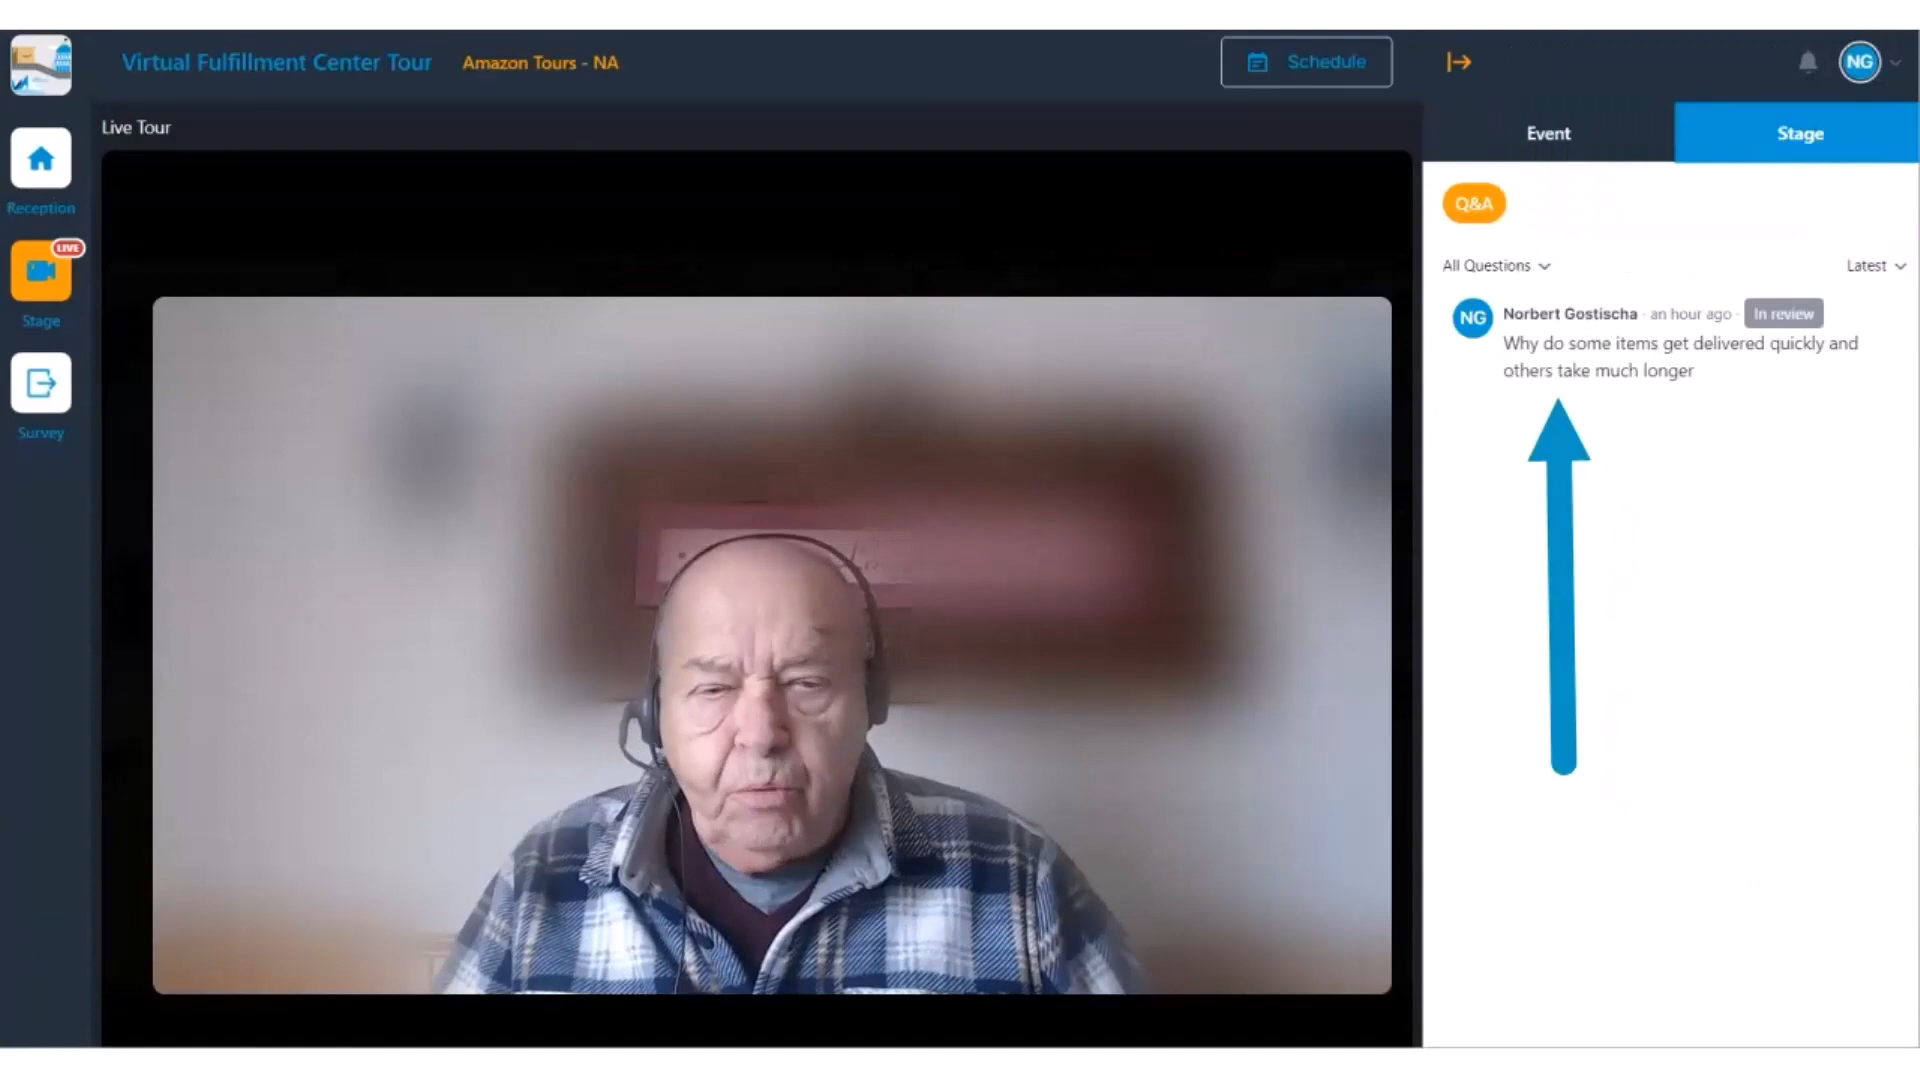 Virtual Fulfillment Center Tour
Amazon Tours - NA
Schedule
NG
Live Tour
Event
Stage
Reception
LIVE
Stage
Survey
Q&A
All Questions
Latest
NG
Norbert Gostischa · an hour ago · In review
Why do some items get delivered quickly and
others take much longer